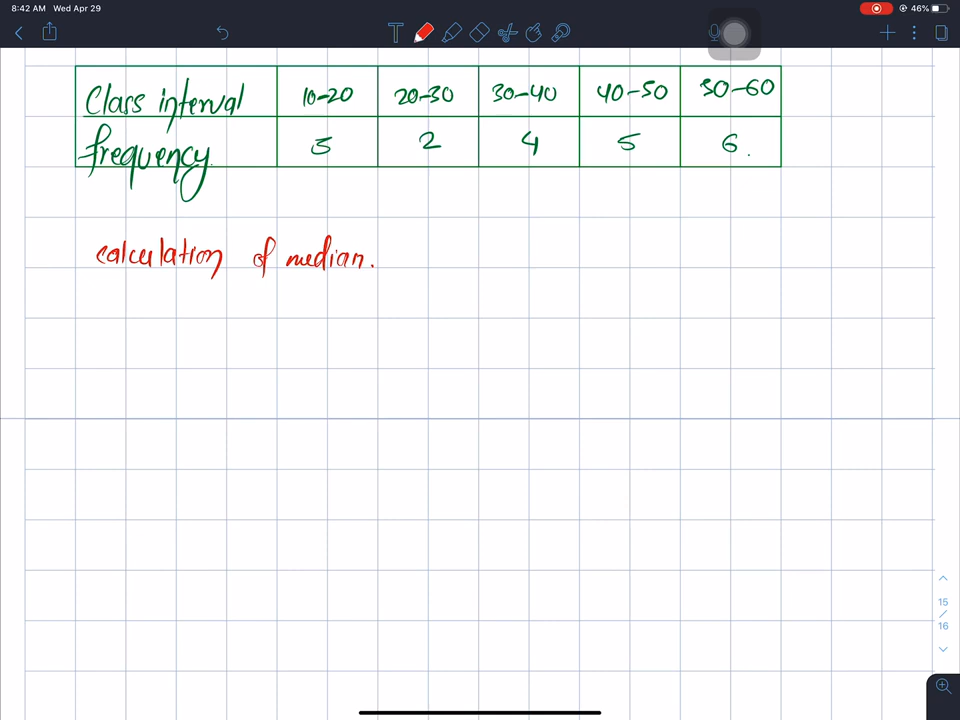 8:42 AM Wed Apr 29
46%
Class interval 10-20 20-30 30-40 40-50 50-60
frequency. 2 4 5 6.
calculation of median.
15
/
16